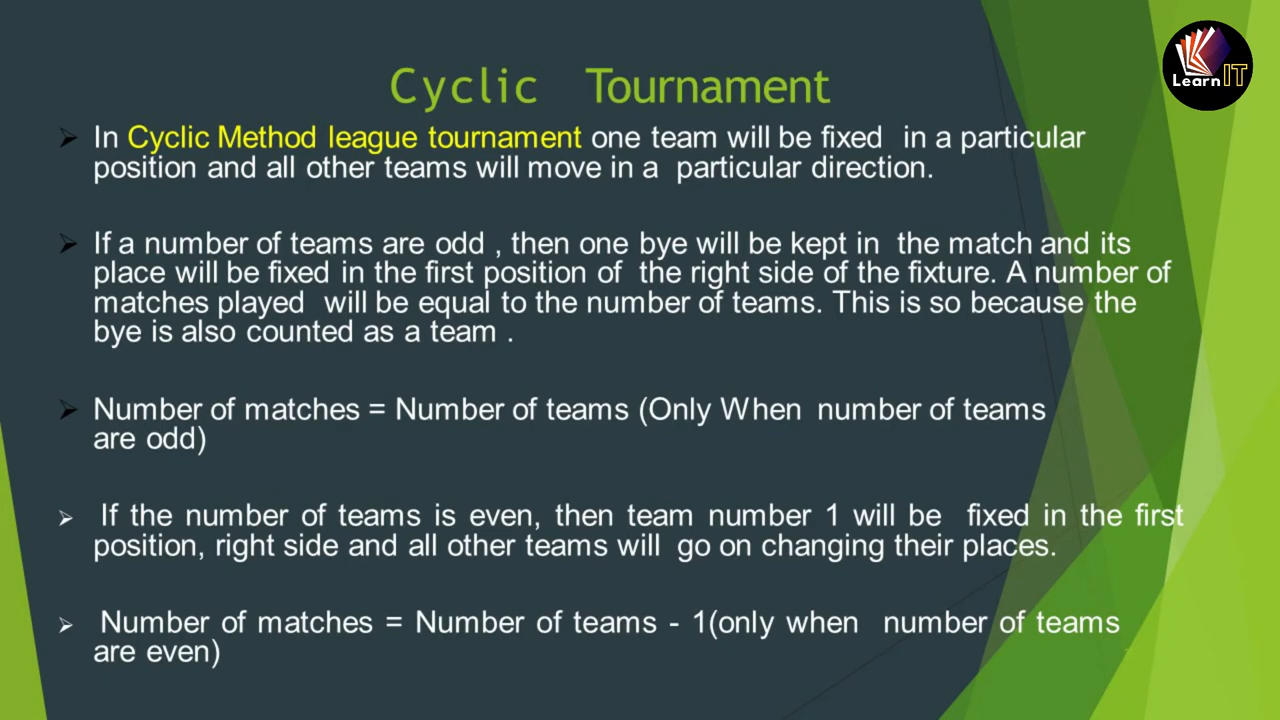 Learn IT
Cyclic Tournament
In Cyclic Method league tournament one team will be fixed in a particular
position and all other teams will move in a particular direction.
If a number of teams are odd , then one bye will be kept in the match and its
place will be fixed in the first position of the right side of the fixture. A number of
matches played will be equal to the number of teams. This is so because the
bye is also counted as a team .
Number of matches = Number of teams (Only When number of teams
are odd)
If the number of teams is even, then team number 1 will be fixed in the first
position, right side and all other teams will go on changing their places.
Number of matches = Number of teams - 1(only when number of teams
are even)